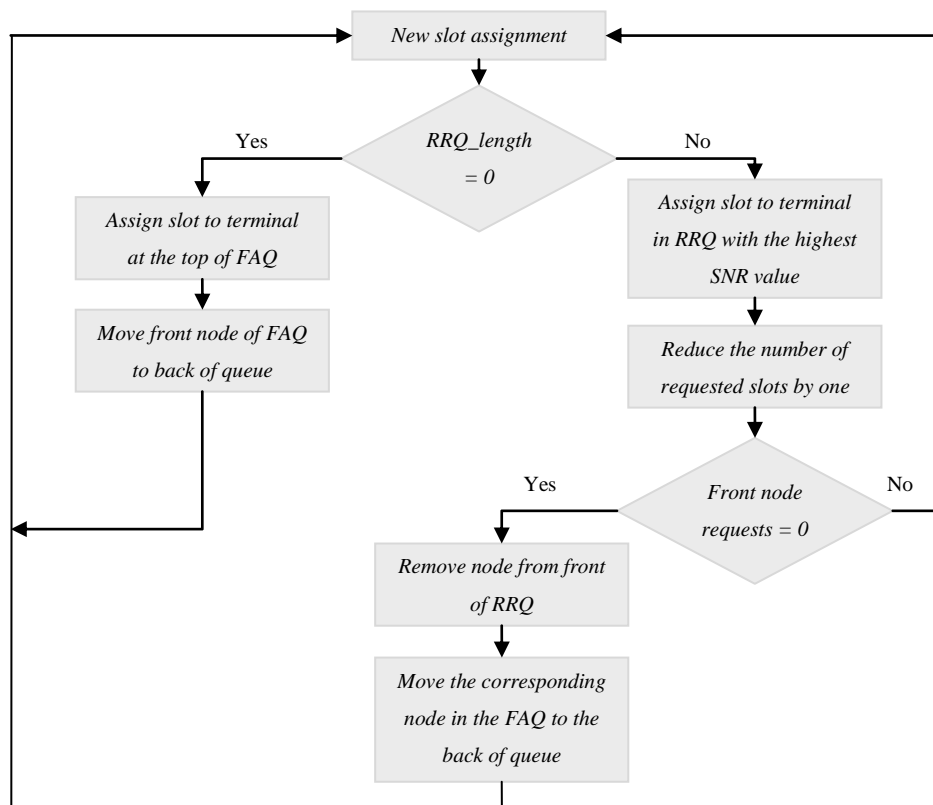 New slot assignment
RRQ_length
= 0
Yes
No
Assign slot to terminal
at the top of FAQ
Move front node of FAQ
to back of queue
Assign slot to terminal
in RRQ with the highest
SNR value
Reduce the number of
requested slots by one
Front node
requests = 0
Yes
No
Remove node from front
of RRQ
Move the corresponding
node in the FAQ to the
back of queue